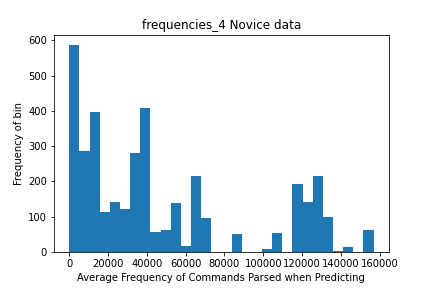 frequencies_4 Novice data
600
500
400
300
200
100
0
Frequency of bin
0 20000 40000 60000 80000 100000 120000 140000 160000
Average Frequency of Commands Parsed when Predicting